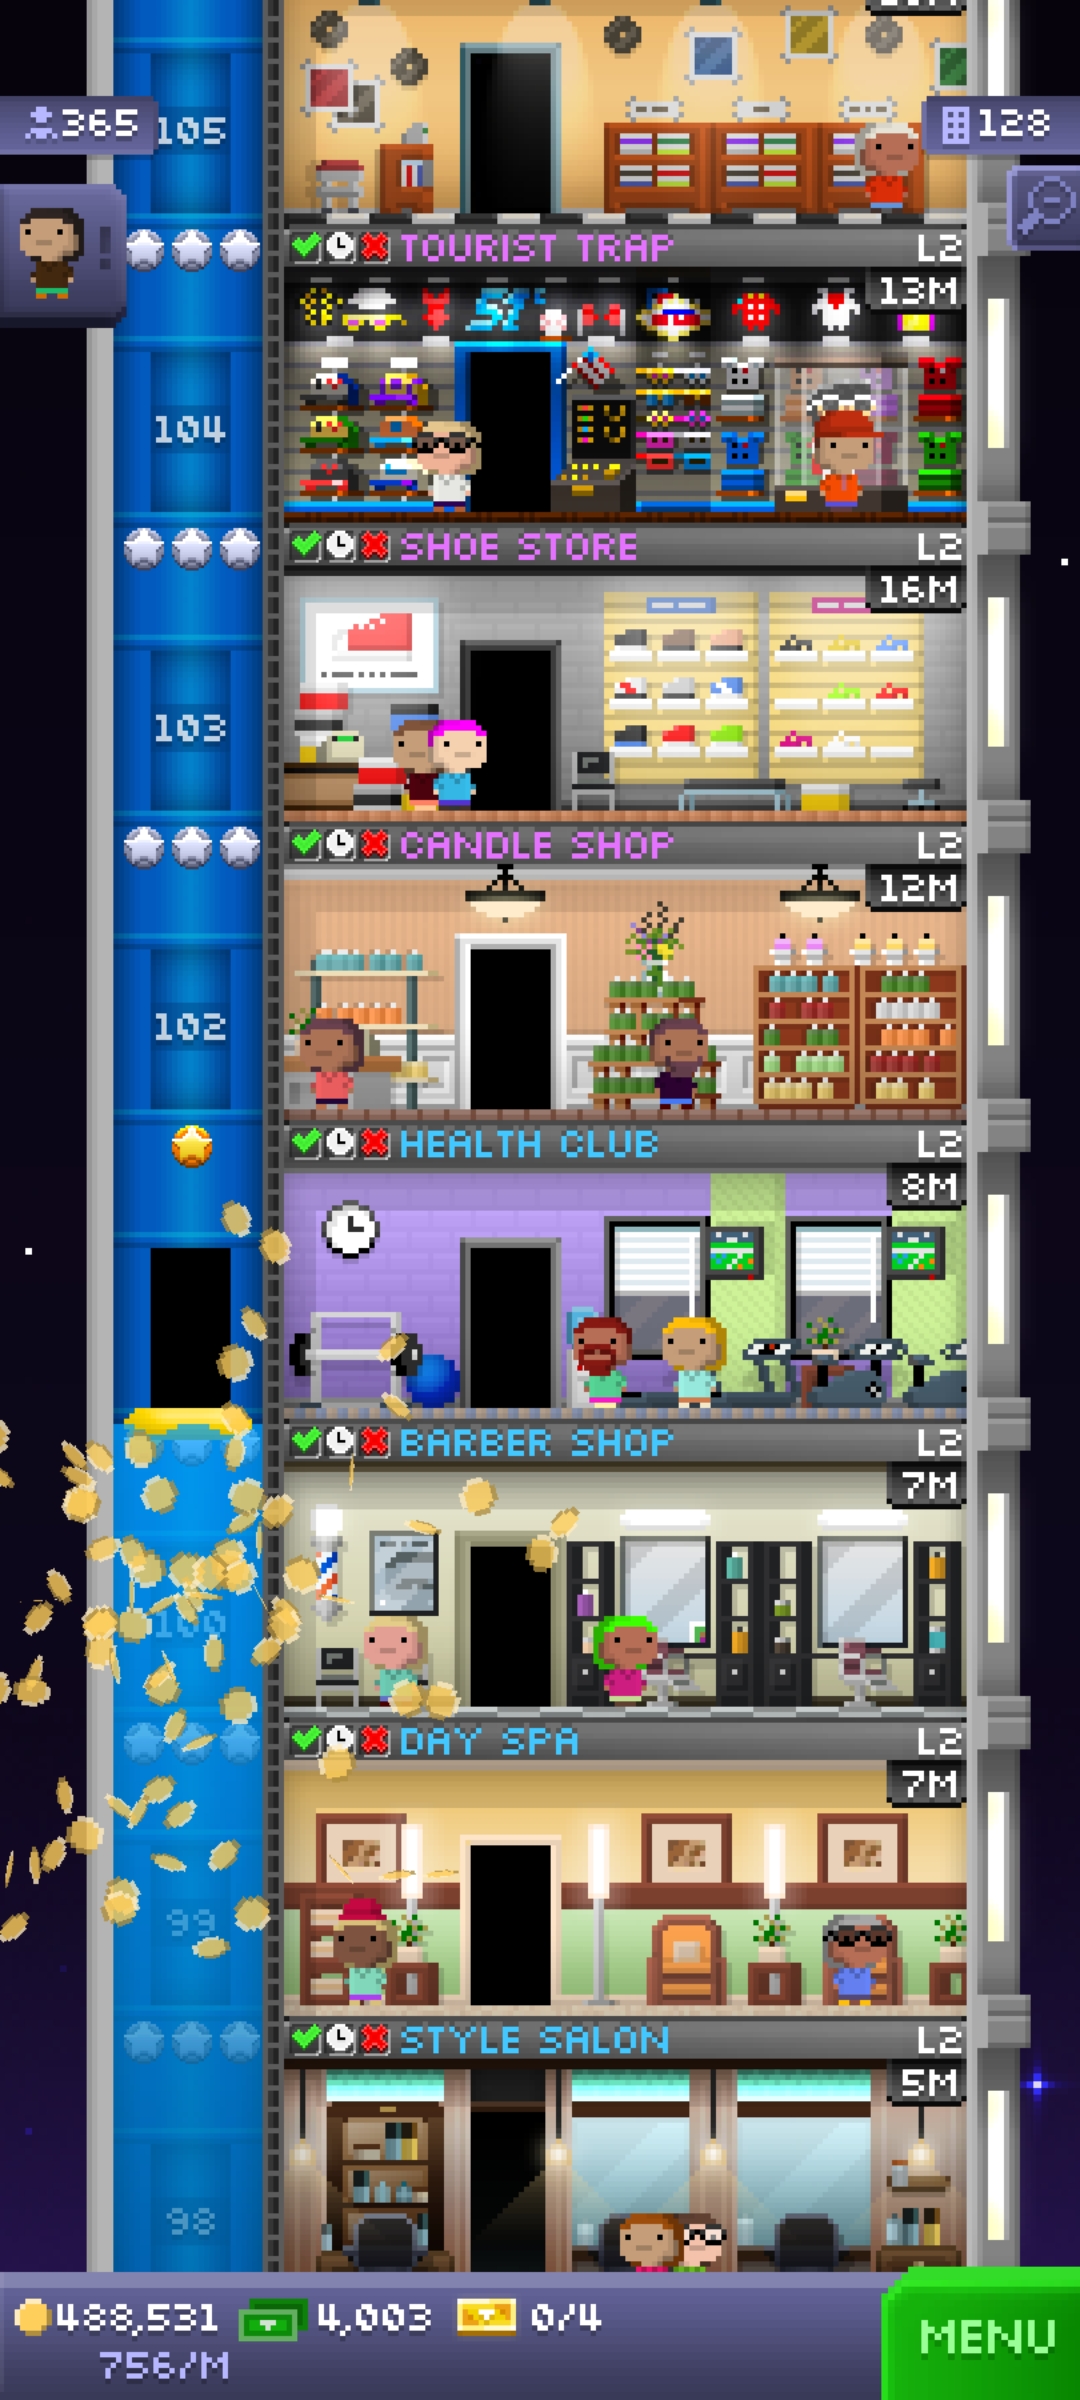 365
128
105
TOURIST TRAP L2
13M
104
SHOE STORE L2
16M
103
CANDLE SHOP L2
12M
102
HEALTH CLUB L2
8M
BARBER SHOP L2
7M
100
DAY SPA L2
7M
99
STYLE SALON L2
5M
98
488,531 4,003 0/4
756/M
MENU